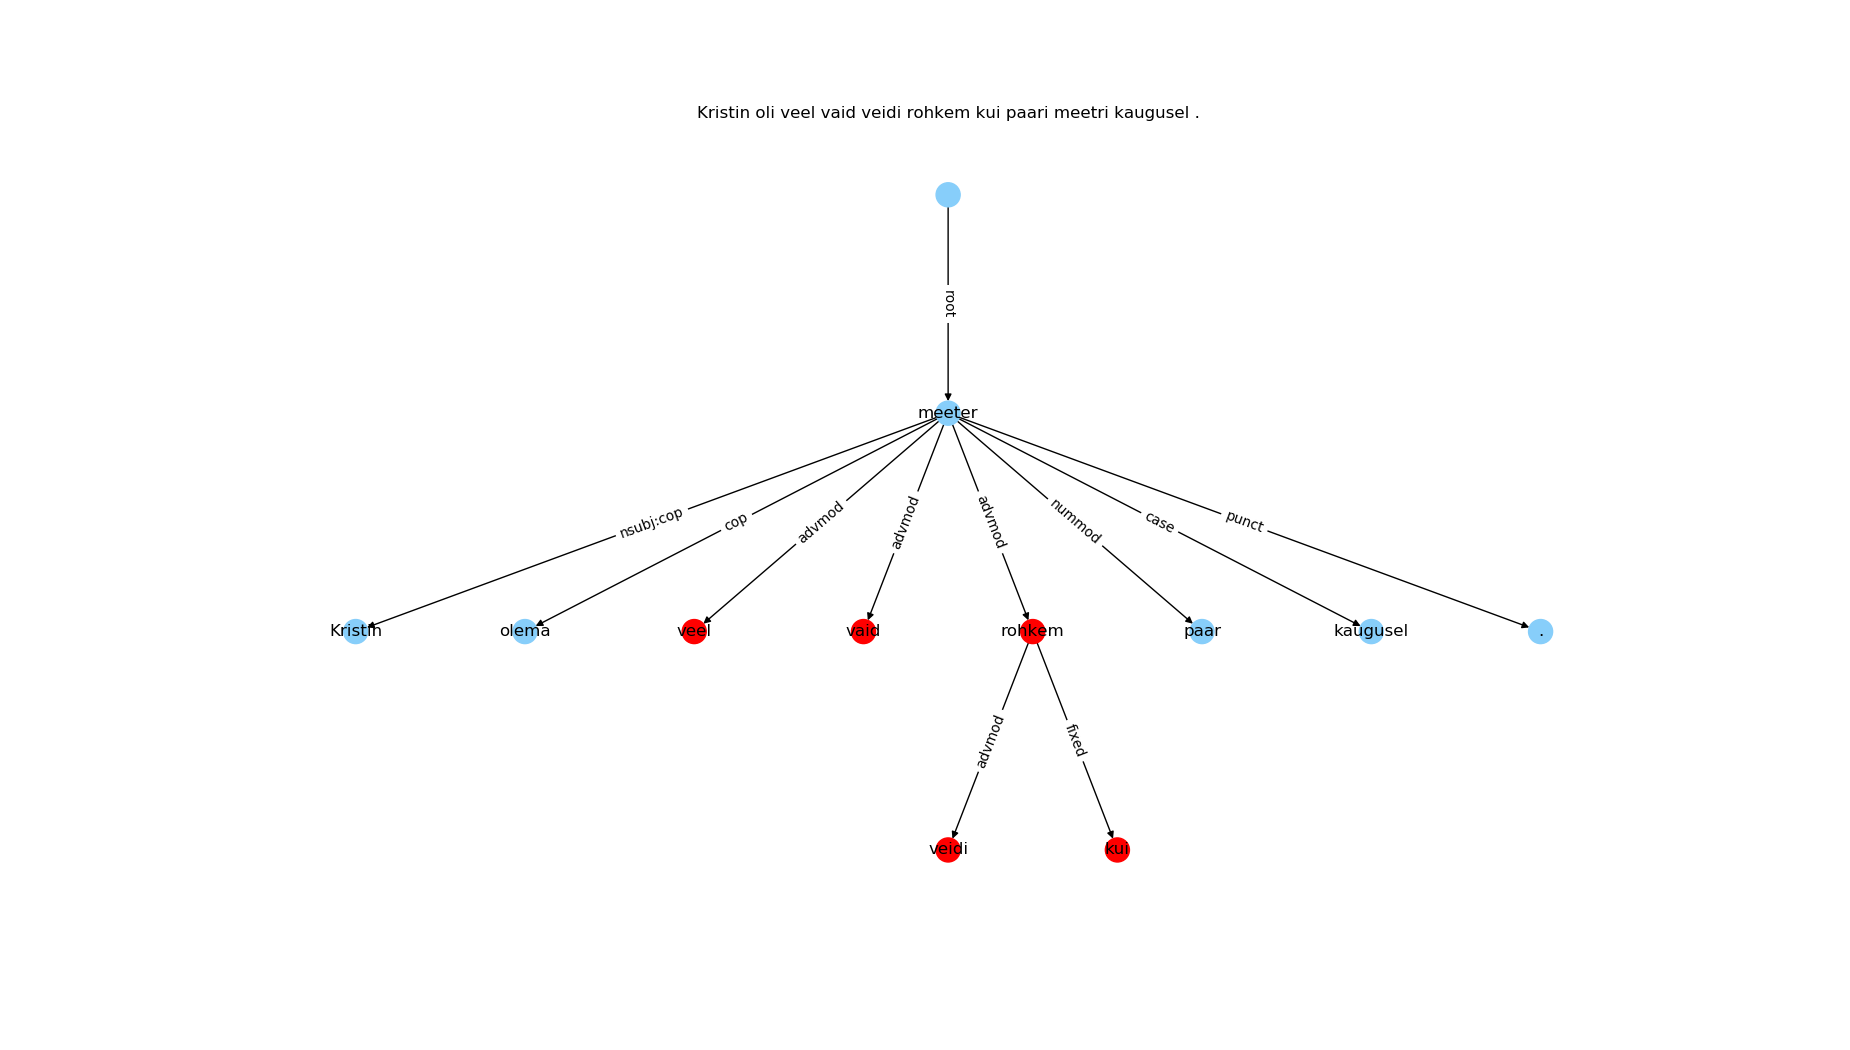 Kristin oli veel vaid veidi rohkem kui paari meetri kaugusel .
root
meeter
nsubj:cop
cop
advmod
advmod
advmod
nummod
case
punct
Kristin
olema
veel
vaid
rohkem
paar
kaugusel
.
advmod
fixed
veidi
kui